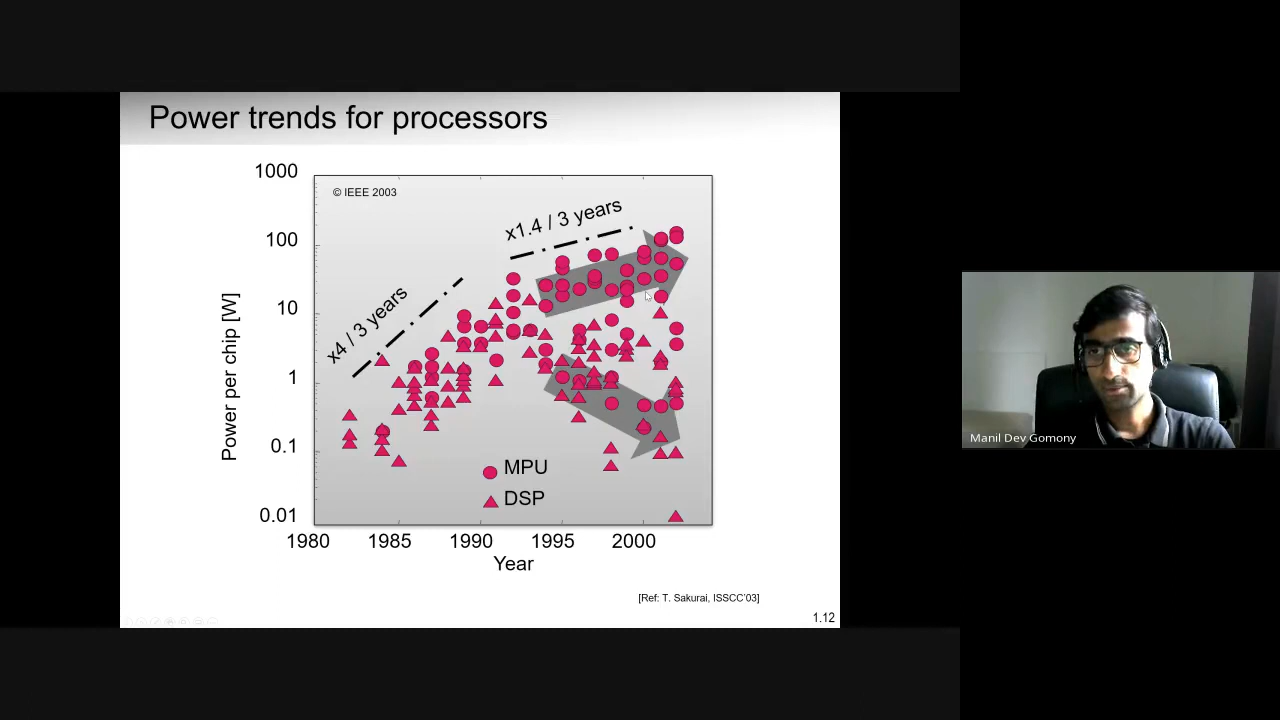 Power trends for processors
1000
© IEEE 2003
x1.4 / 3 years
100
x4 / 3 years
10
Power per chip [W]
1
0.1
MPU
DSP
0.01
1980 1985 1990 1995 2000
Year
[Ref: T. Sakurai, ISSCC'03]
1.12
Manil Dev Gomony